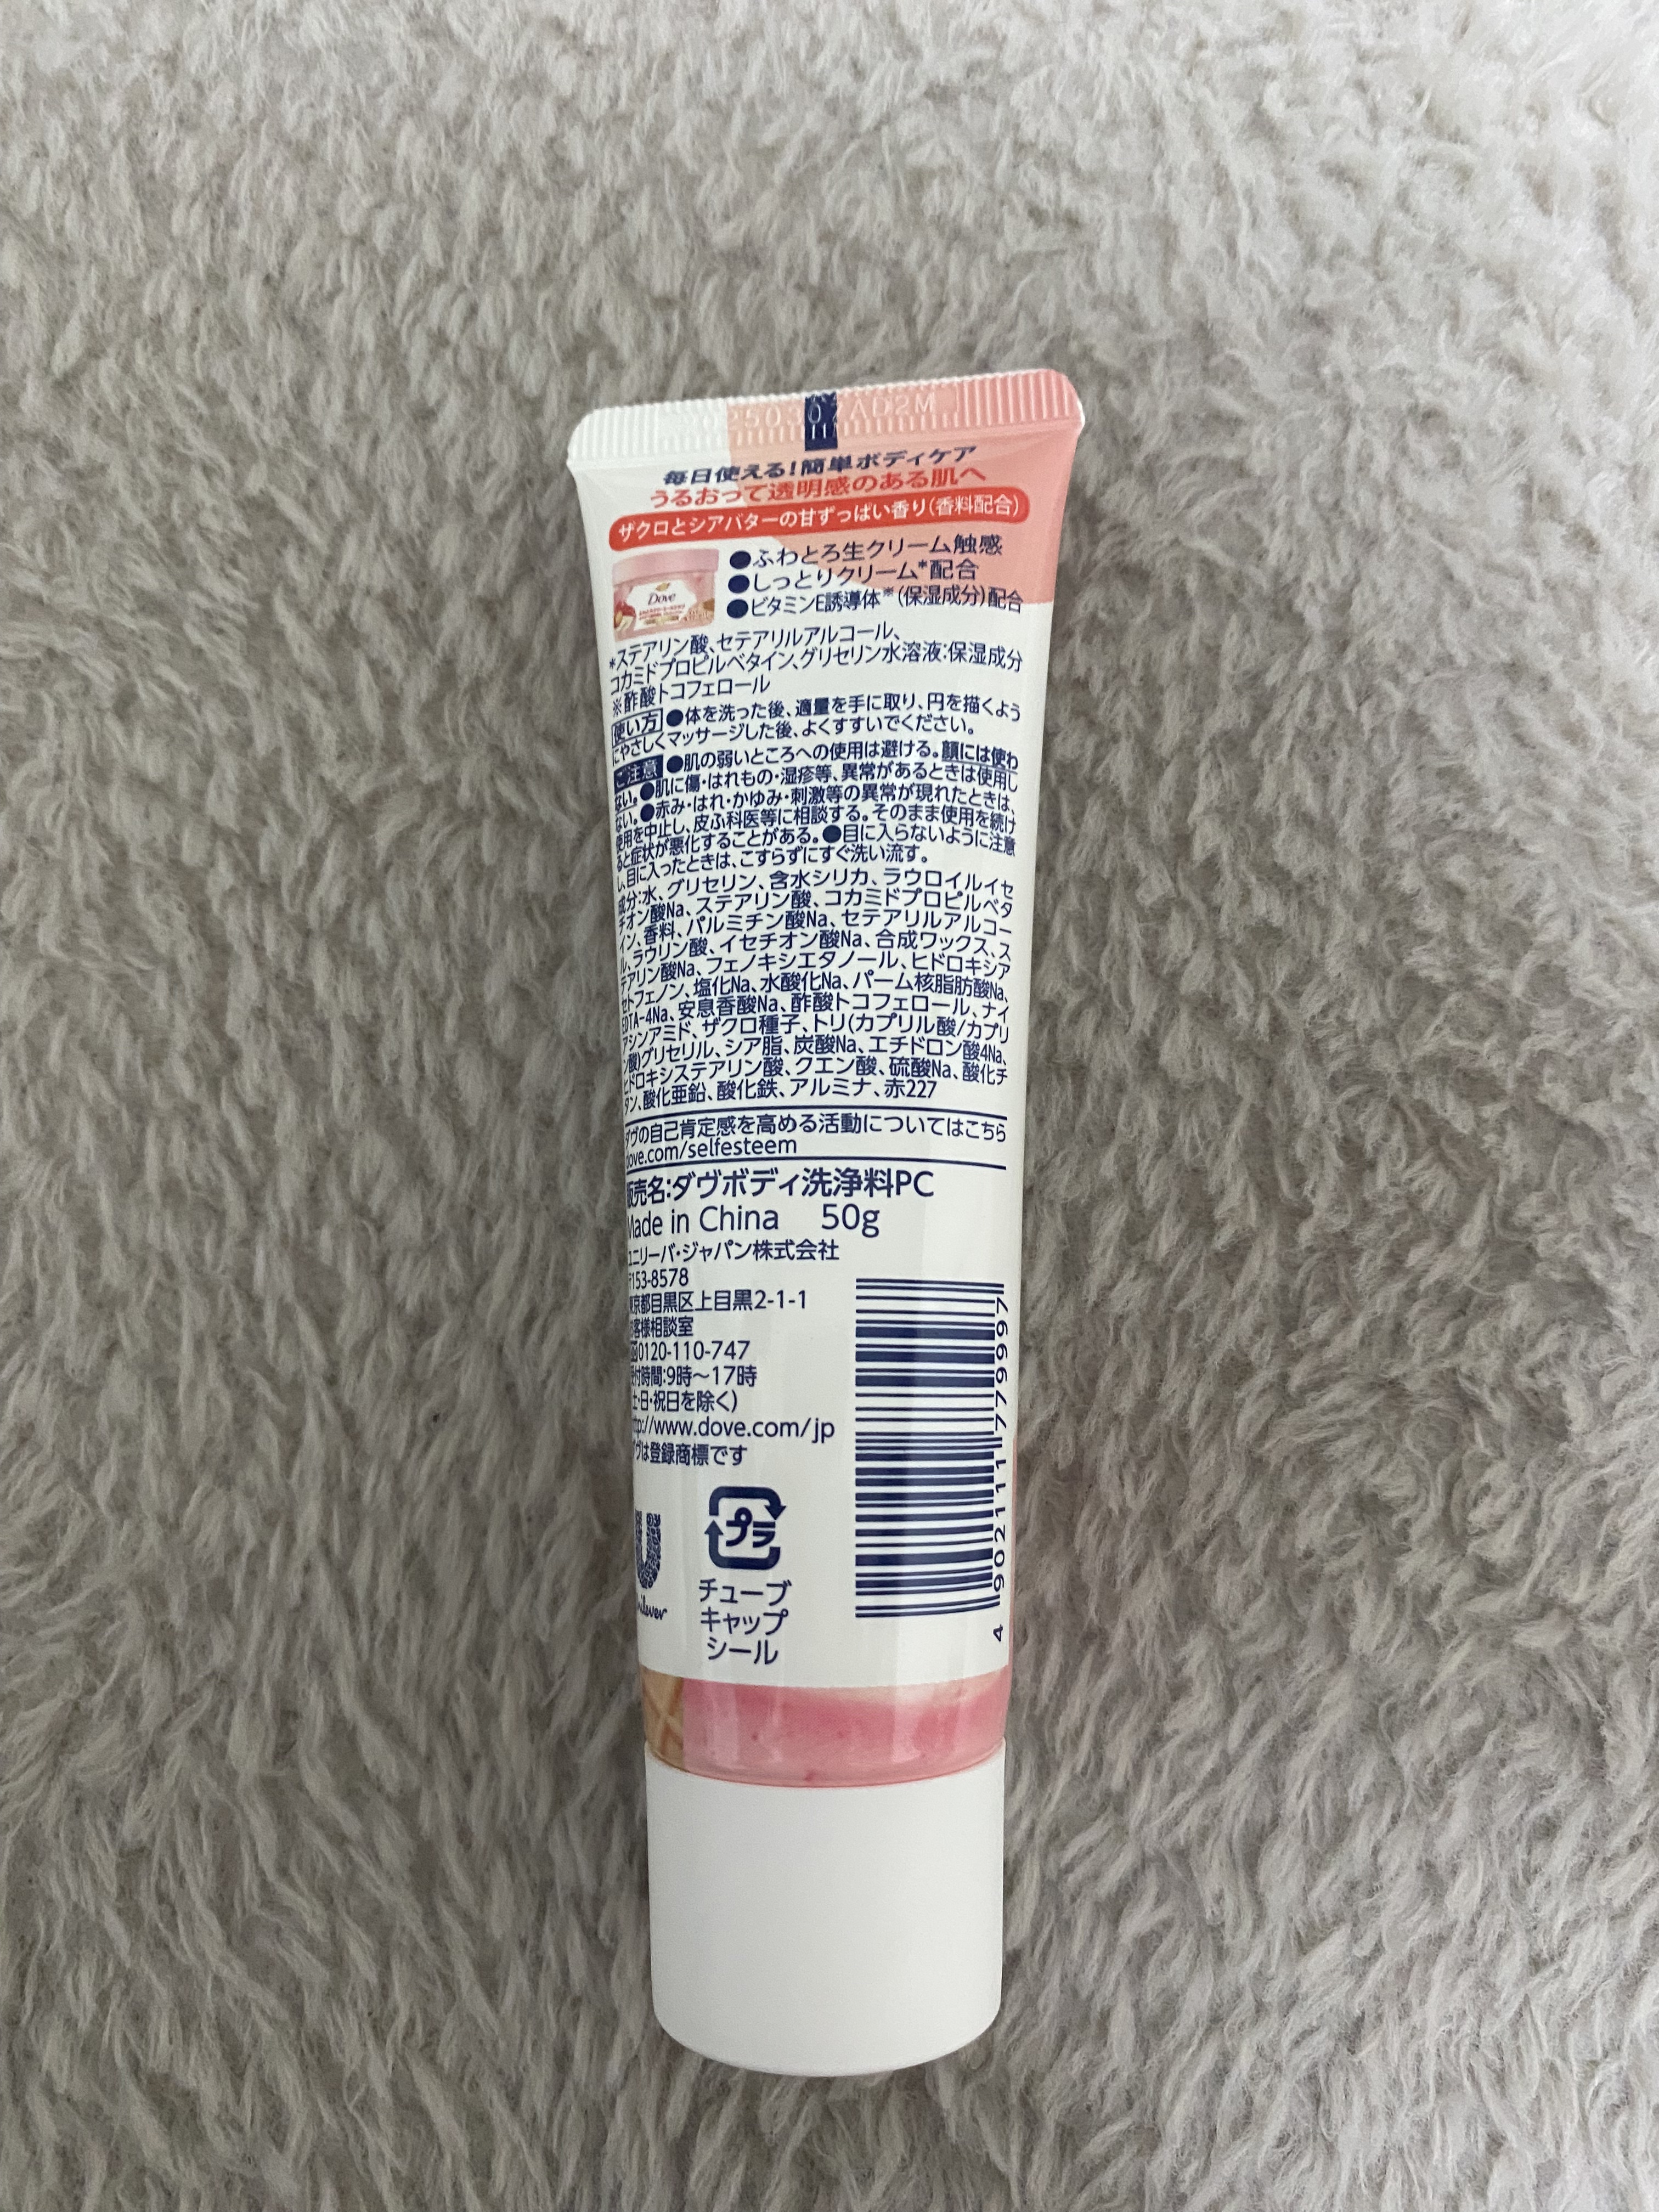 50307AD2M
毎日使える!簡単ボディケア
うるおって透明感のある肌へ
ザクロとシアバターの甘ずっぱい香り(香料配合)
Dove
●ふわとろ生クリーム触感
●しっとりクリーム*配合
●ビタミンE誘導体※(保湿成分)配合
*ステアリン酸、セテアリルアルコール、
コカミドプロピルベタイン、グリセリン水溶液:保湿成分
※酢酸トコフェロール
使い方 ●体を洗った後、適量を手に取り、円を描くよう
にやさしくマッサージした後、よくすすいでください。
ご注意 ●肌の弱いところへの使用は避ける。顔には使わ
ない。●肌に傷・はれもの・湿疹等、異常があるときは使用し
ない。●赤み・はれ・かゆみ・刺激等の異常が現れたときは、
使用を中止し、皮ふ科医等に相談する。そのまま使用を続け
ると症状が悪化することがある。●目に入らないように注意
し、目に入ったときは、こすらずにすぐ洗い流す。
成分:水、グリセリン、含水シリカ、ラウロイルイセ
チオン酸Na、ステアリン酸、コカミドプロピルベタ
イン、香料、パルミチン酸Na、セテアリルアルコー
ル、ラウリン酸、イセチオン酸Na、合成ワックス、ス
テアリン酸Na、フェノキシエタノール、ヒドロキシア
セトフェノン、塩化Na、水酸化Na、パーム核脂肪酸Na、
EDTA-4Na、安息香酸Na、酢酸トコフェロール、ナイ
アシンアミド、ザクロ種子、トリ(カプリル酸/カプリ
ン酸)グリセリル、シア脂、炭酸Na、エチドロン酸4Na、
ヒドロキシステアリン酸、クエン酸、硫酸Na、酸化チ
タン、酸化亜鉛、酸化鉄、アルミナ、赤227
ダヴの自己肯定感を高める活動についてはこちら
dove.com/selfesteem
販売名:ダヴボディ洗浄料PC
Made in China 50g
ユニリーバ・ジャパン株式会社
〒153-8578
東京都目黒区上目黒2-1-1
お客様相談室
0120-110-747
受付時間:9時～17時
(土・日・祝日を除く)
http://www.dove.com/jp
ダヴは登録商標です
Unilever
プラ
チューブ
キャップ
シール
4 902111 779997